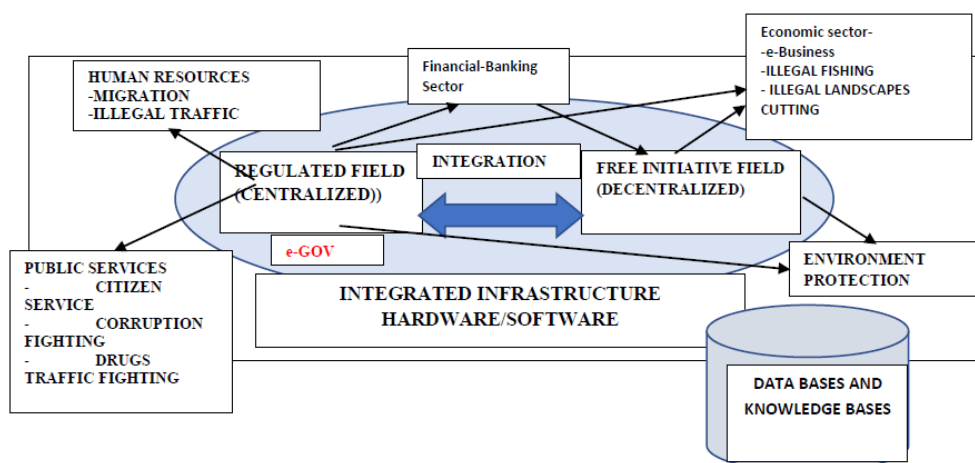 HUMAN RESOURCES
-MIGRATION
-ILLEGAL TRAFFIC
Financial-Banking
Sector
Economic sector-
-e-Business
-ILLEGAL FISHING
- ILLEGAL LANDSCAPES
CUTTING
REGULATED FIELD
(CENTRALIZED))
INTEGRATION
FREE INITIATIVE FIELD
(DECENTRALIZED)
e-GOV
PUBLIC SERVICES
- CITIZEN
SERVICE
- CORRUPTION
FIGHTING
- DRUGS
TRAFFIC FIGHTING
ENVIRONMENT
PROTECTION
INTEGRATED INFRASTRUCTURE
HARDWARE/SOFTWARE
DATA BASES AND
KNOWLEDGE BASES